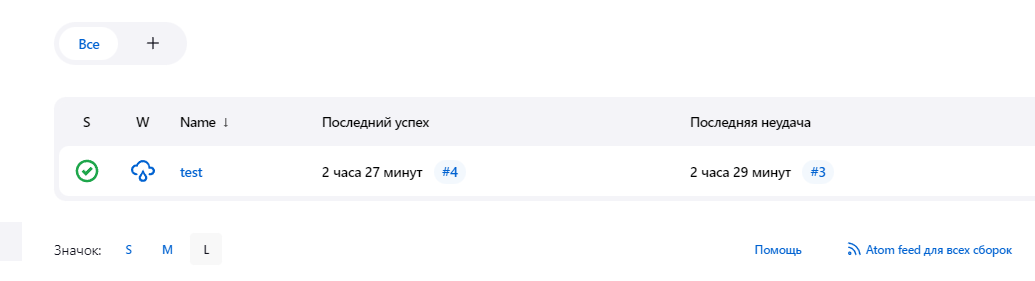 Все +
S W Name ↓ Последний успех Последняя неудача
test 2 часа 27 минут #4 2 часа 29 минут #3
Значок: S M L Помощь Atom feed для всех сборок